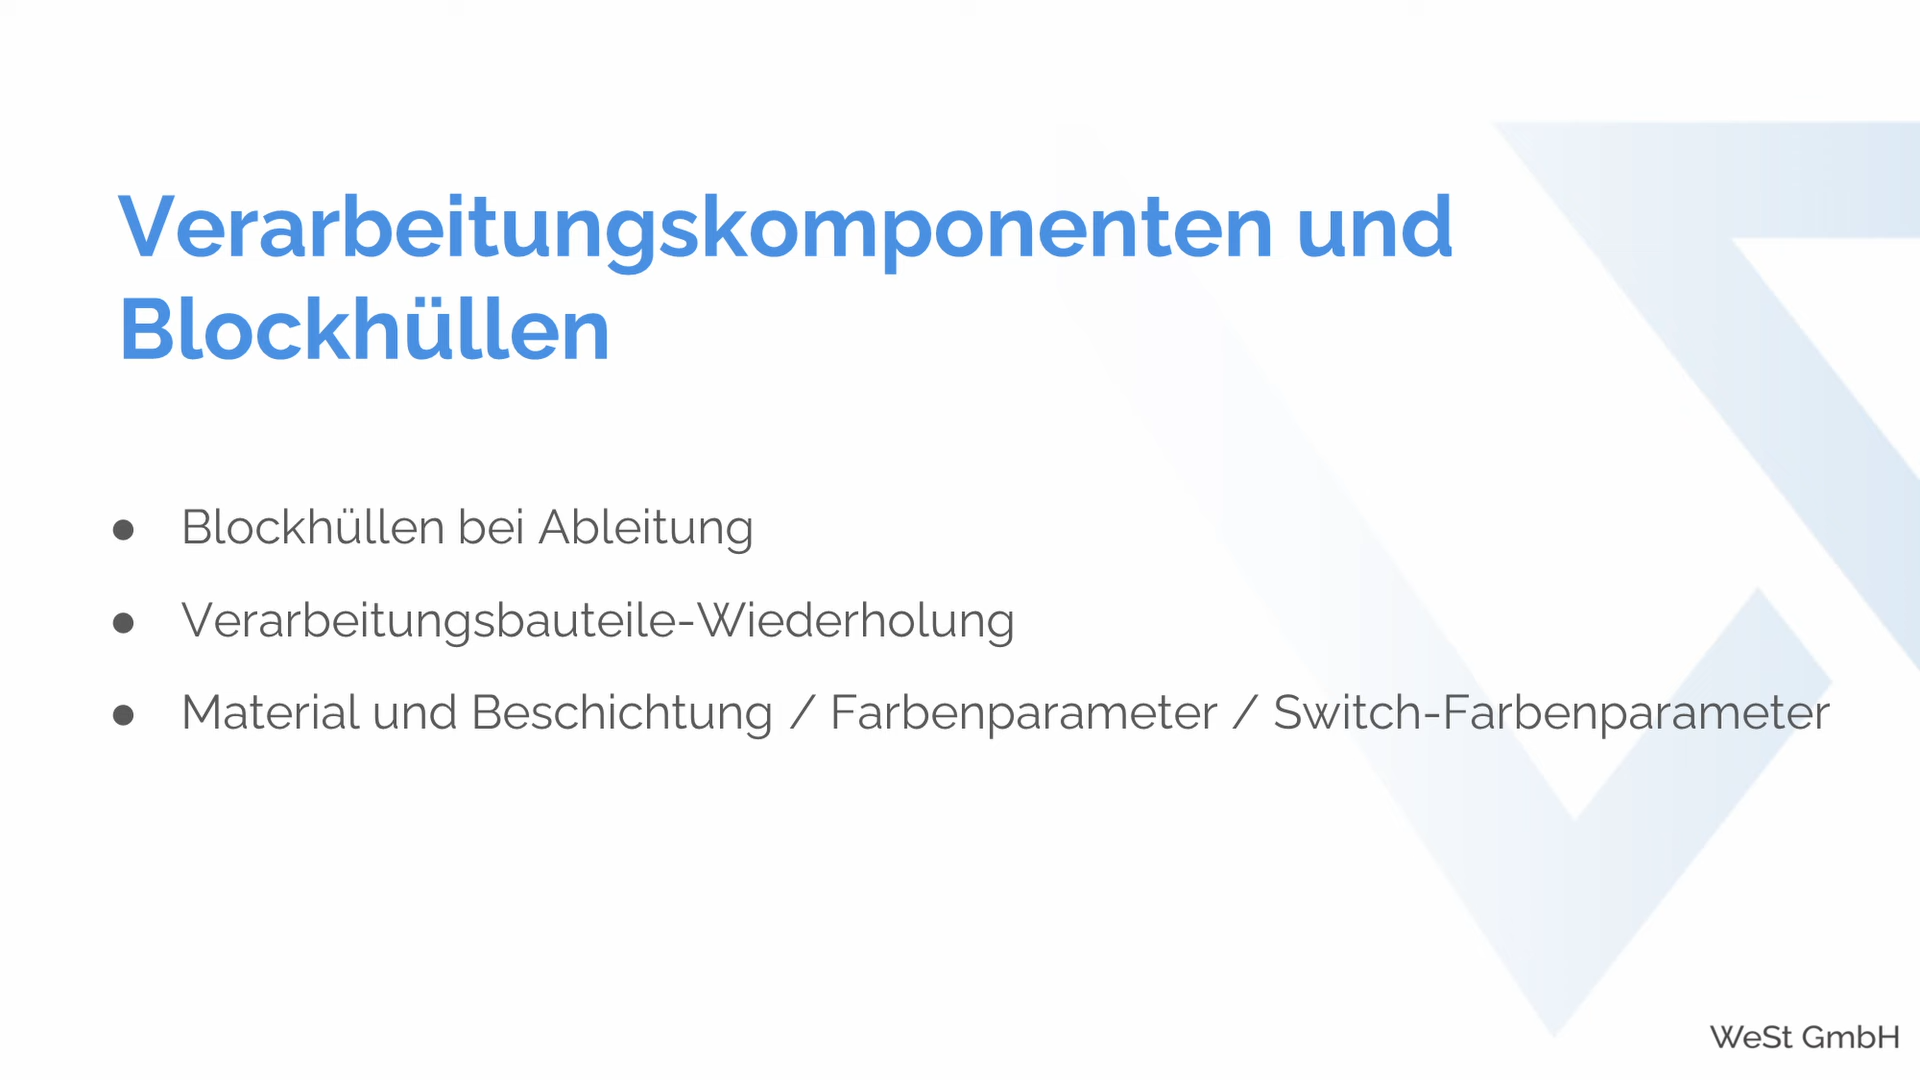 Verarbeitungskomponenten und
Blockhüllen
● Blockhüllen bei Ableitung
● Verarbeitungsbauteile-Wiederholung
● Material und Beschichtung / Farbenparameter / Switch-Farbenparameter
WeSt GmbH